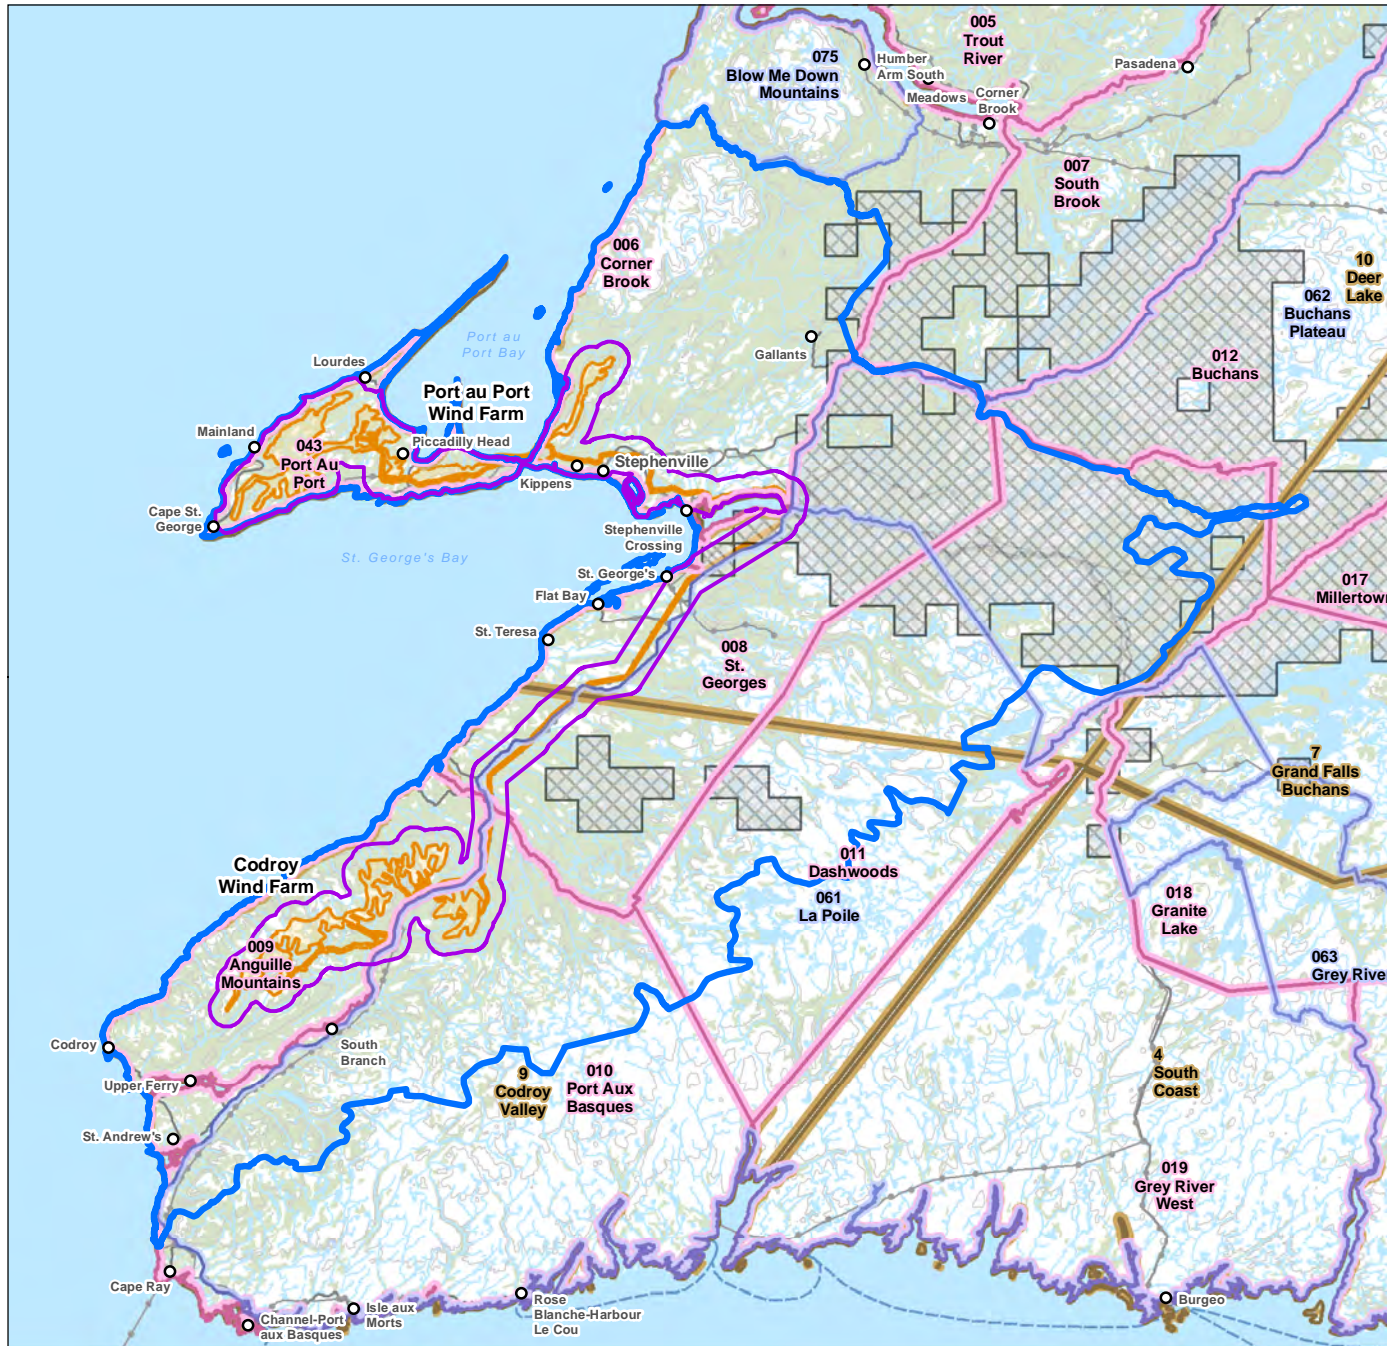 005
Trout
River
075
Blow Me Down
Mountains
Humber
Arm South
Pasadena
Meadows
Corner
Brook
007
South
Brook
006
Corner
Brook
10
Deer
Lake
062
Buchans
Plateau
Port au
Port Bay
Gallants
012
Buchans
Lourdes
Port au Port
Wind Farm
Mainland
043
Port Au
Port
Piccadilly Head
Stephenville
Kippens
Cape St.
George
Stephenville
Crossing
St. George's Bay
St. George's
017
Millertown
Flat Bay
St. Teresa
008
St.
Georges
7
Grand Falls
Buchans
Codroy
Wind Farm
011
Dashwoods
061
La Poile
018
Granite
Lake
009
Anguille
Mountains
063
Grey River
Codroy
South
Branch
Upper Ferry
9
Codroy
Valley
010
Port Aux
Basques
4
South
Coast
St. Andrew's
019
Grey River
West
Cape Ray
Channel-Port
aux Basques
Isle aux
Morts
Rose
Blanche-Harbour
Le Cou
Burgeo